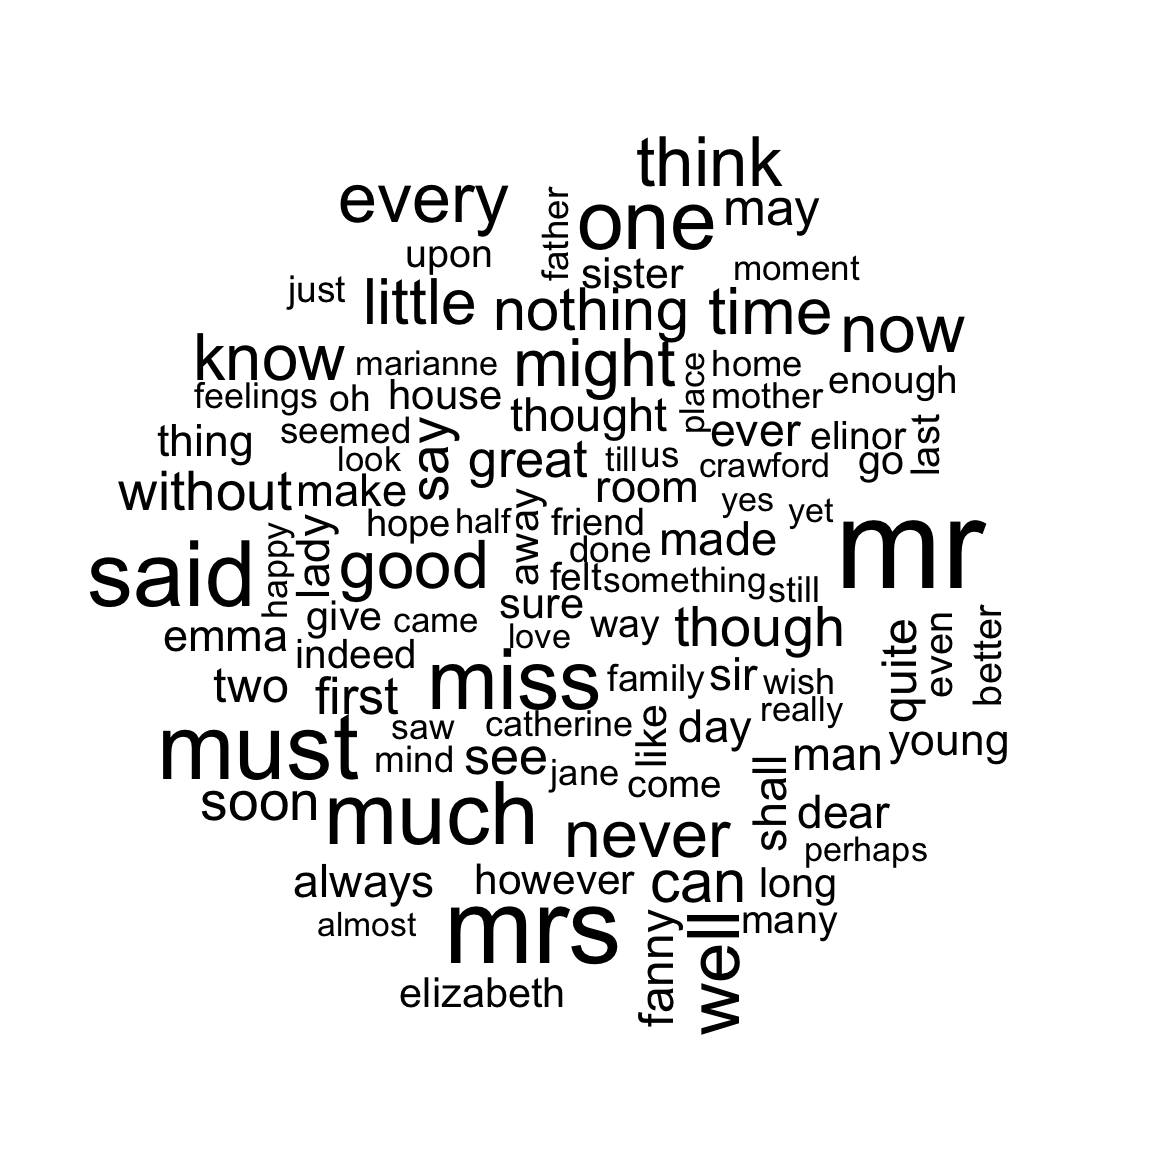 think
every
father
one
may
upon
sister
moment
just
little
nothing
time
now
know
marianne
might
place
home
feelings
oh
house
thought
mother
enough
thing
seemed
say
ever
elinor
last
look
great
till
us
crawford
go
without
make
room
yes
yet
hope
half
away
friend
mr
said
happy
lady
good
done
made
felt
something
still
give
came
sure
love
way
though
emma
indeed
quite
even
better
two
first
miss
family
sir
wish
really
saw
catherine
like
day
young
must
mind
see
jane
come
shall
man
soon
much
never
dear
perhaps
always
however
can
long
almost
mrs
fanny
well
many
elizabeth